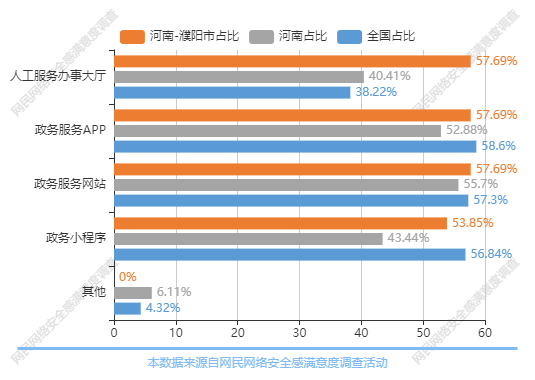 河南-濮阳市占比 河南占比 全国占比
人工服务办事大厅 57.69%
40.41%
38.22%
政务服务APP 57.69%
52.88%
58.6%
政务服务网站 57.69%
55.7%
57.3%
政务小程序 53.85%
43.44%
56.84%
其他 0%
6.11%
4.32%
0 10 20 30 40 50 60
本数据来源自网民网络安全感满意度调查活动
网民网络安全感满意度调查
网民网络安全感满意度调查
网民网络安全感满意度调查
网民网络安全感满意度调查